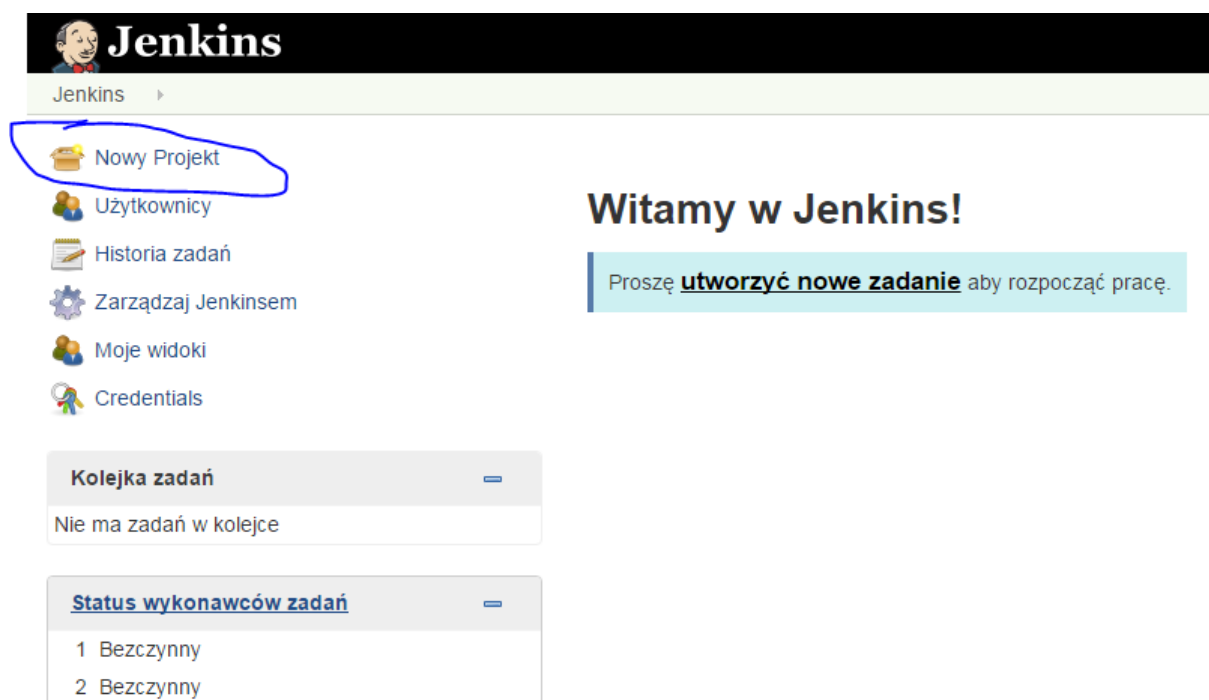 Jenkins
Jenkins
Nowy Projekt
Użytkownicy
Historia zadań
Zarządzaj Jenkinsem
Moje widoki
Credentials
Witamy w Jenkins!
Proszę utworzyć nowe zadanie aby rozpocząć pracę.
Kolejka zadań
Nie ma zadań w kolejce
Status wykonawców zadań
1 Bezczynny
2 Bezczynny